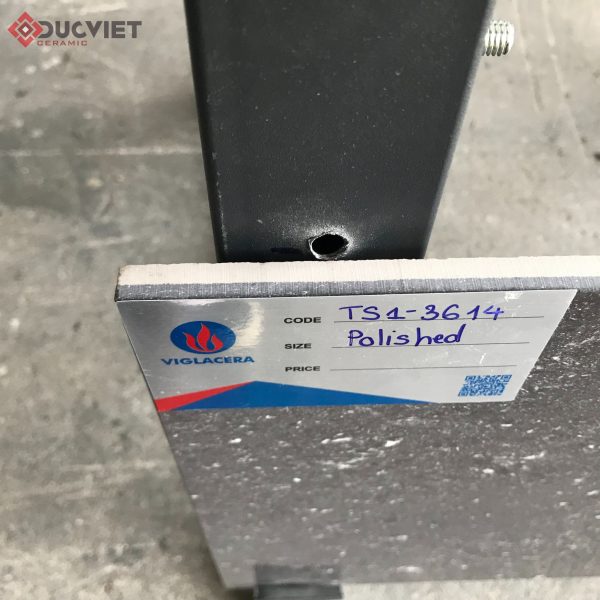 DUCVIET
CERAMIC
CODE TS1-3614
SIZE Polished
PRICE
VIGLACERA